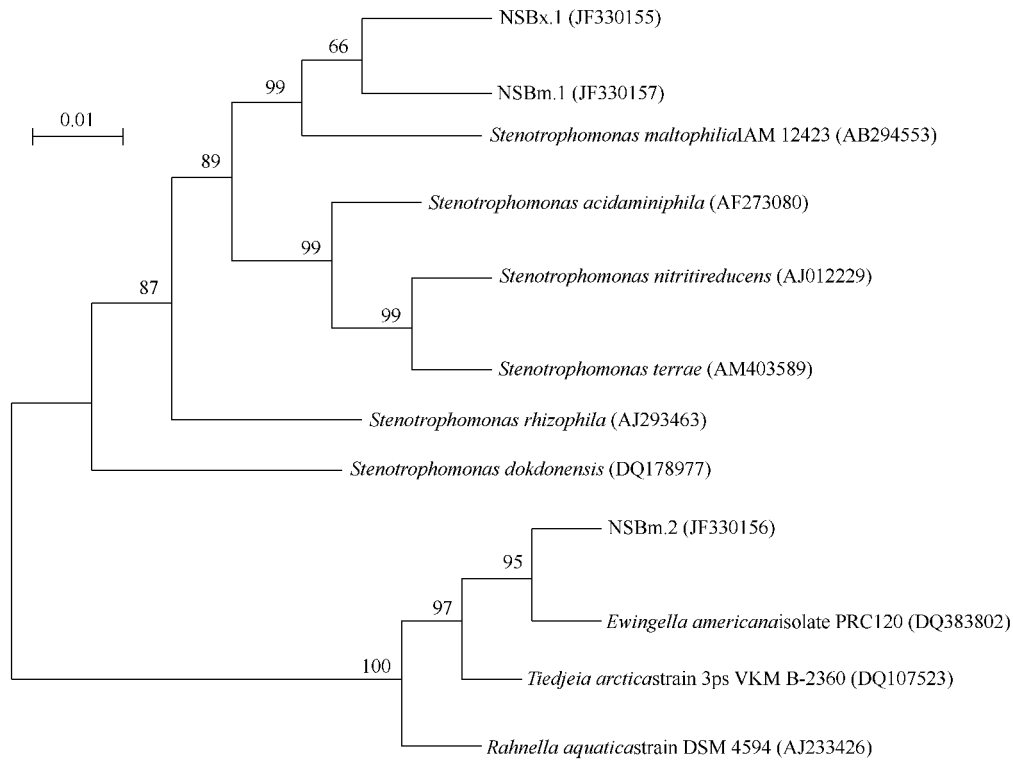 NSBx.1 (JF330155)
66
99
NSBm.1 (JF330157)
0.01
Stenotrophomonas maltophiliaIAM 12423 (AB294553)
89
Stenotrophomonas acidaminiphila (AF273080)
99
Stenotrophomonas nitritireducens (AJ012229)
87
99
Stenotrophomonas terrae (AM403589)
Stenotrophomonas rhizophila (AJ293463)
Stenotrophomonas dokdonensis (DQ178977)
NSBm.2 (JF330156)
95
97
Ewingella americanaisolate PRC120 (DQ383802)
100
Tiedjeia arcticastrain 3ps VKM B-2360 (DQ107523)
Rahnella aquaticastrain DSM 4594 (AJ233426)